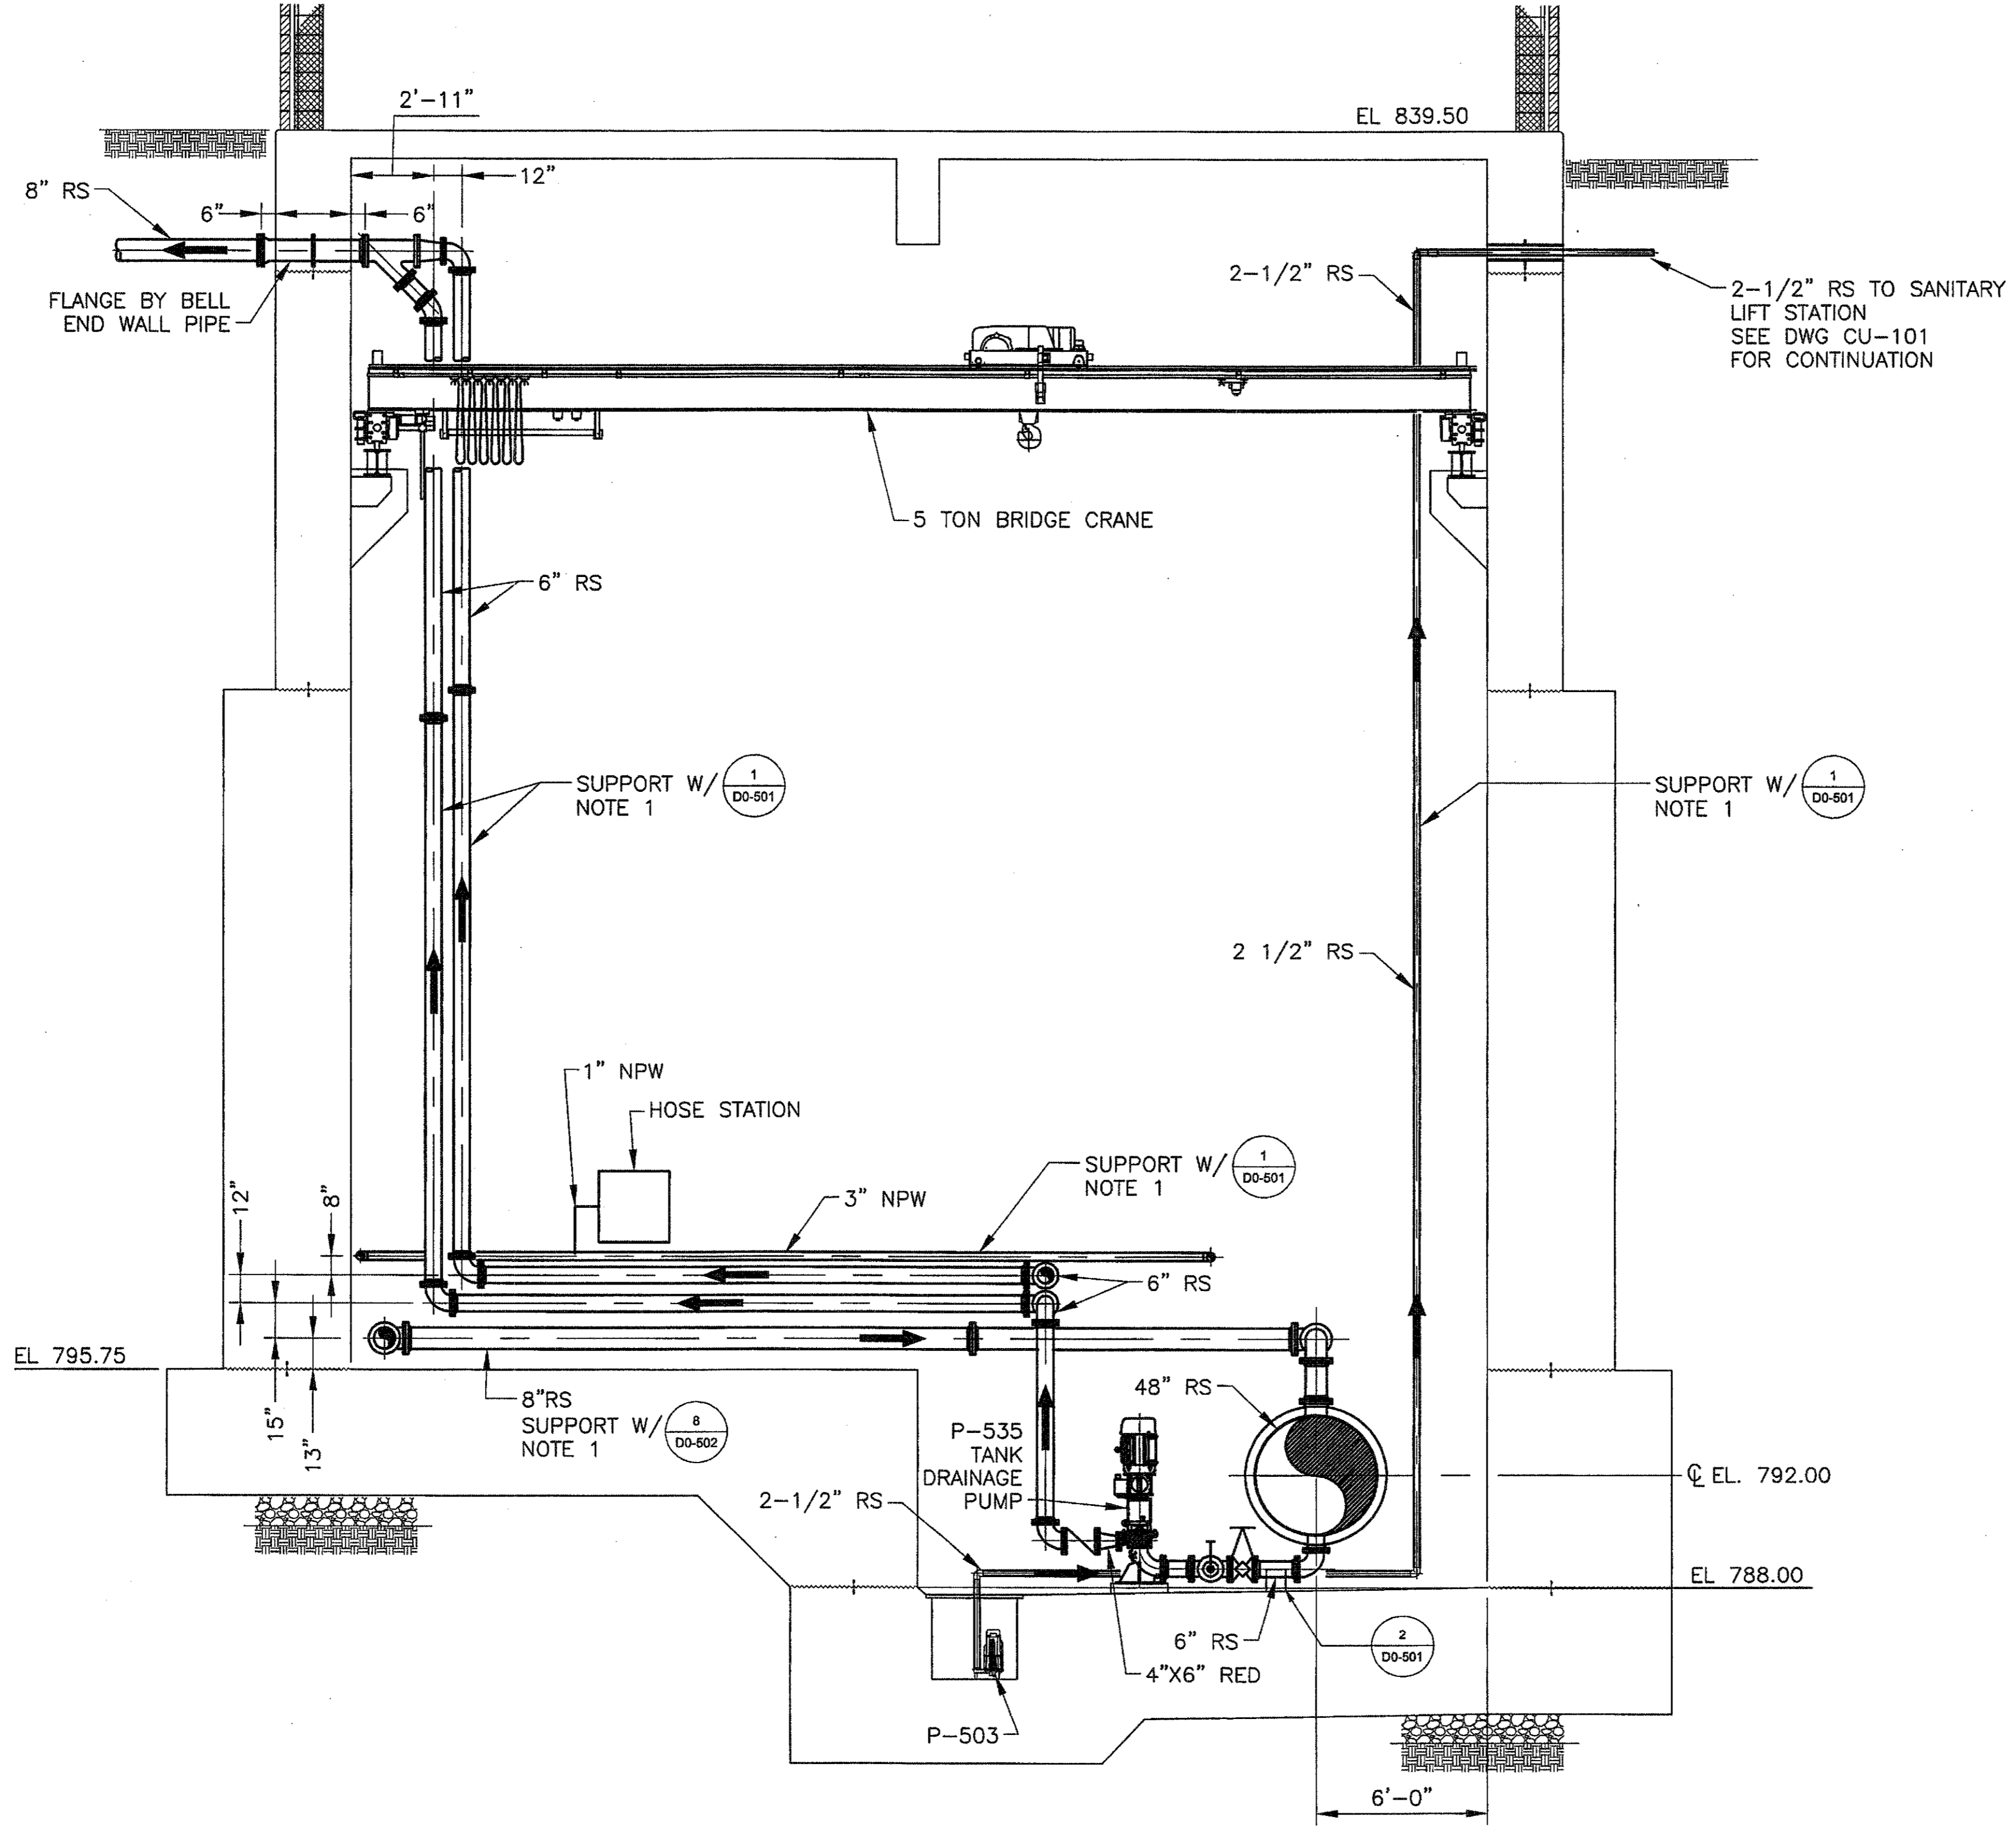 2'-11"
EL 839.50
12"
8" RS
6"
6"
FLANGE BY BELL
END WALL PIPE
2-1/2" RS
2-1/2" RS TO SANITARY
LIFT STATION
SEE DWG CU-101
FOR CONTINUATION
5 TON BRIDGE CRANE
6" RS
SUPPORT W/
NOTE 1
1
D0-501
SUPPORT W/
NOTE 1
1
D0-501
2 1/2" RS
1" NPW
HOSE STATION
SUPPORT W/
NOTE 1
1
D0-501
3" NPW
12"
8"
6" RS
EL 795.75
15"
13"
8"RS
SUPPORT W/
NOTE 1
8
D0-502
48" RS
P-535
TANK
DRAINAGE
PUMP
℄ EL. 792.00
2-1/2" RS
EL 788.00
6" RS
2
D0-501
4"X6" RED
P-503
6'-0"